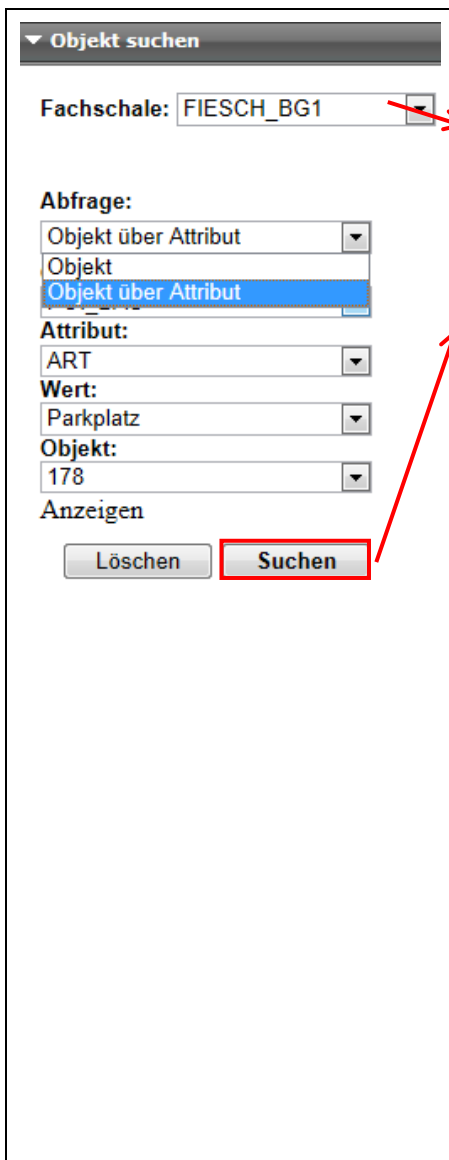 Objekt suchen
Fachschale: FIESCH_BG1
Abfrage:
Objekt über Attribut
Objekt
Objekt über Attribut
Attribut:
ART
Wert:
Parkplatz
Objekt:
178
Anzeigen
Löschen Suchen